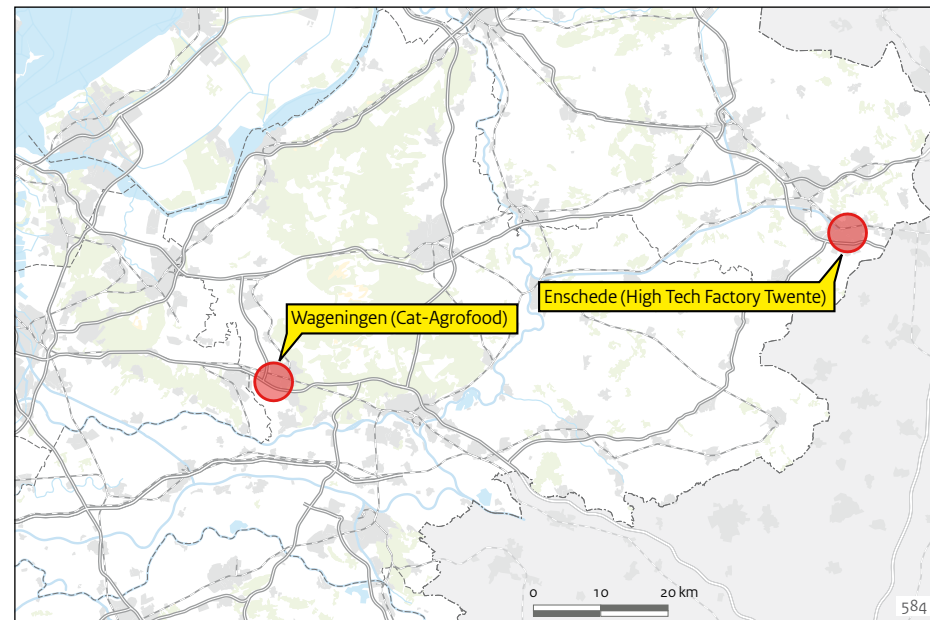 Enschede (High Tech Factory Twente)
Wageningen (Cat-Agrofood)
0 10 20 km
584